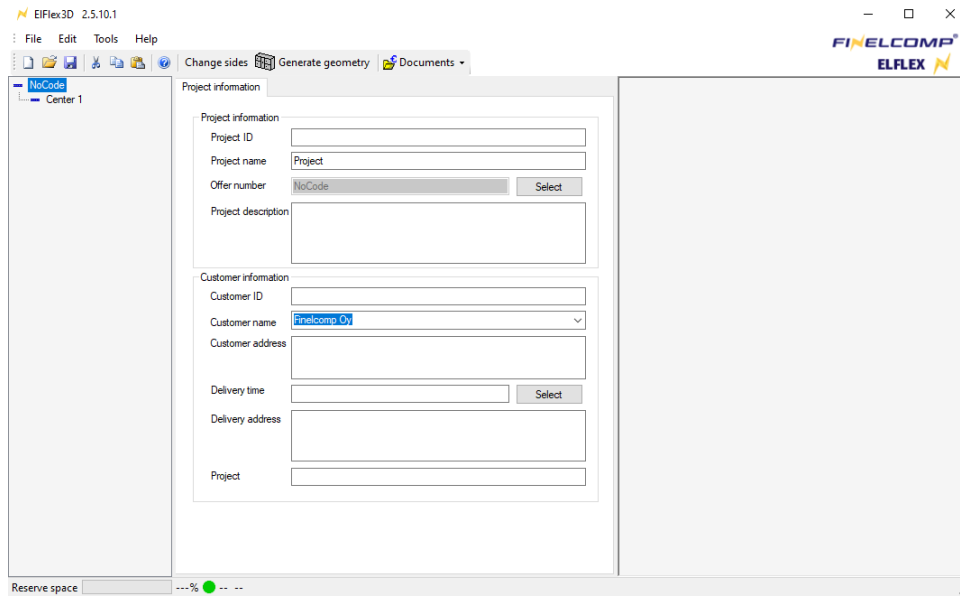 ElFlex3D 2.5.10.1
File Edit Tools Help
FINELCOMP®
ELFLEX
Change sides Generate geometry Documents
NoCode
Center 1
Project information
Project information
Project ID
Project name Project
Offer number NoCode Select
Project description
Customer information
Customer ID
Customer name Finelcomp Oy
Customer address
Delivery time Select
Delivery address
Project
Reserve space ---% -- --